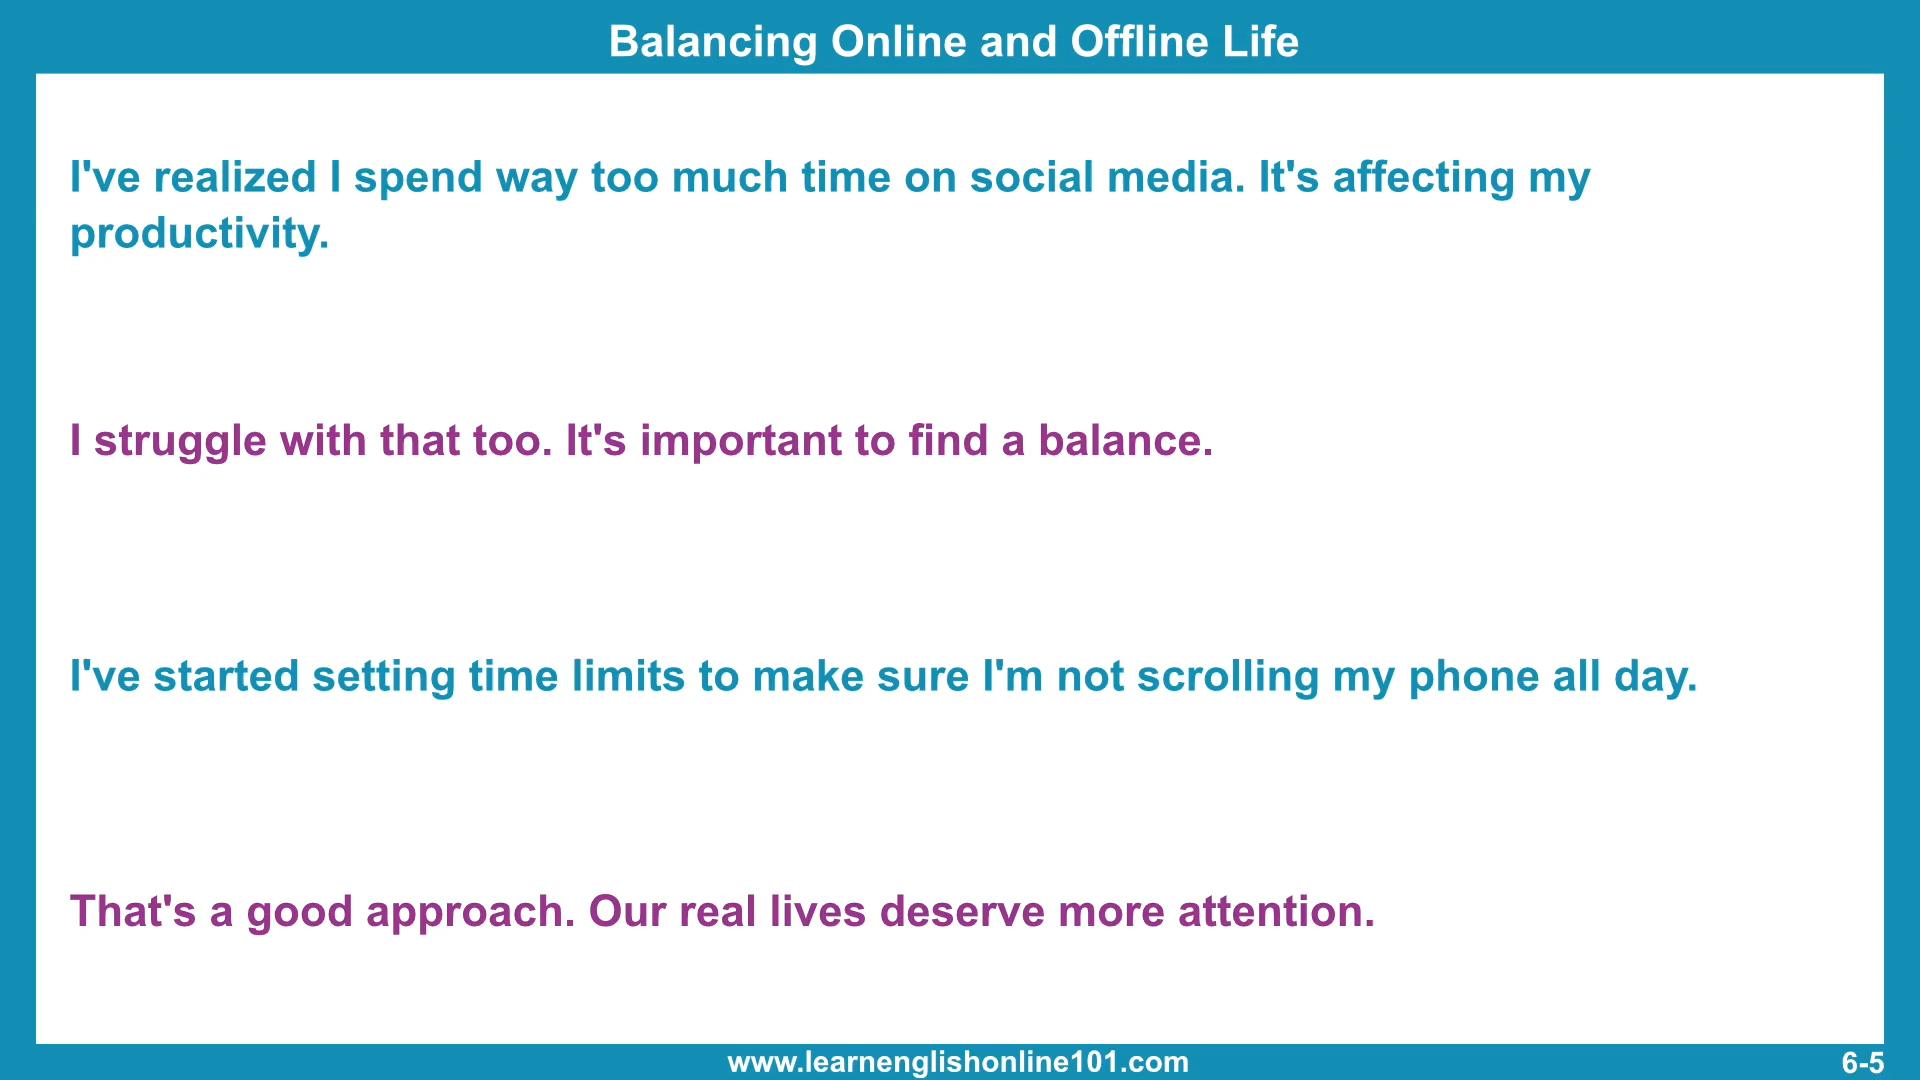 Balancing Online and Offline Life
I've realized I spend way too much time on social media. It's affecting my
productivity.
I struggle with that too. It's important to find a balance.
I've started setting time limits to make sure I'm not scrolling my phone all day.
That's a good approach. Our real lives deserve more attention.
www.learnenglishonline101.com
6-5